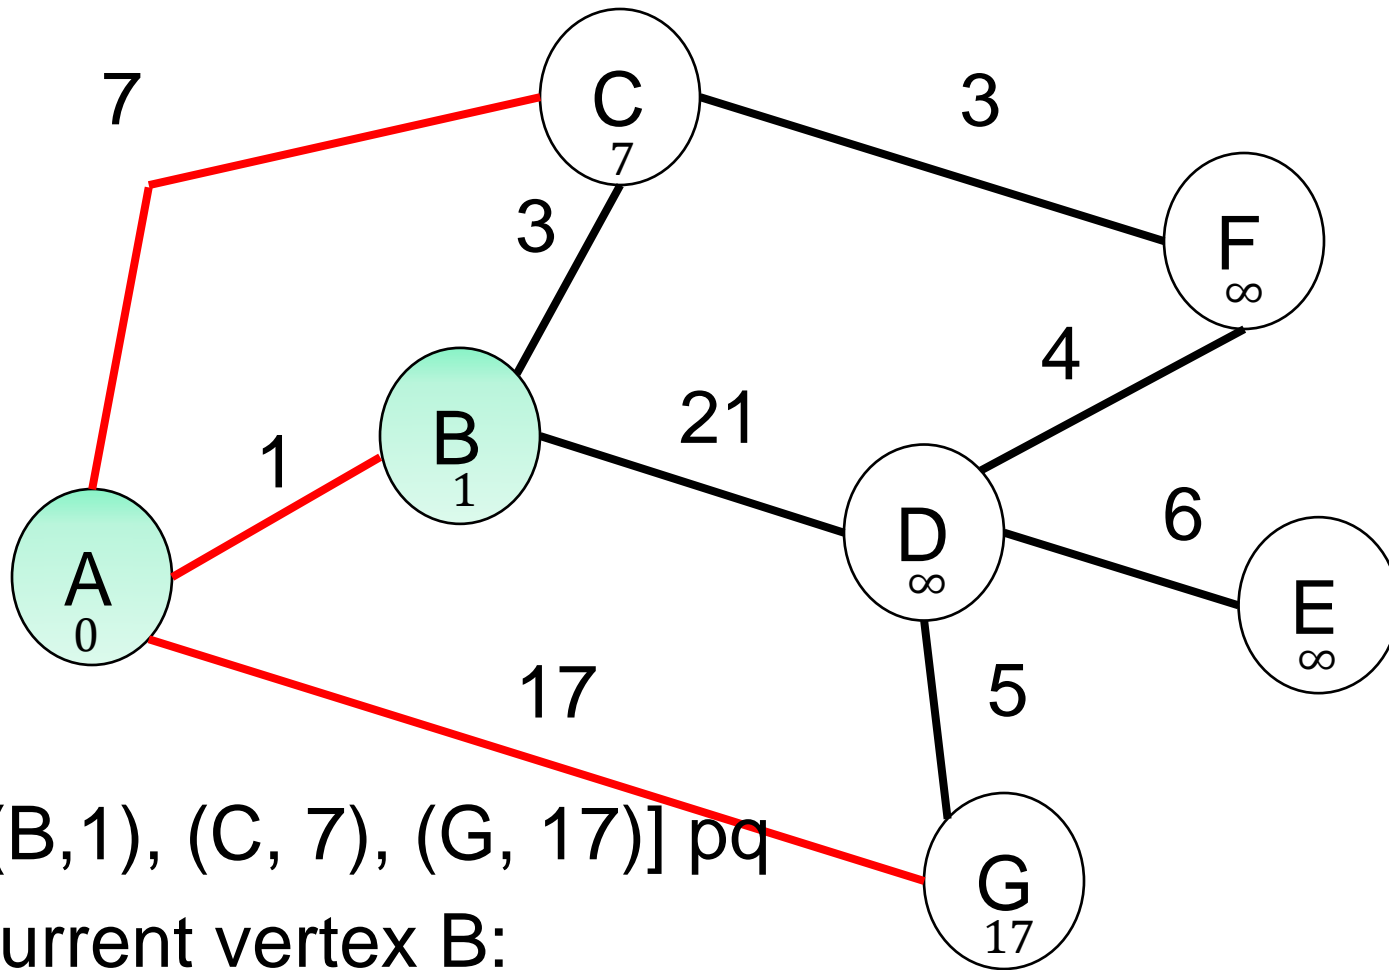 7
C
7
3
3
F
∞
4
B
1
21
1
D
∞
6
A
0
E
∞
17
5
(B,1), (C, 7), (G, 17)] pq
G
17
urrent vertex B: